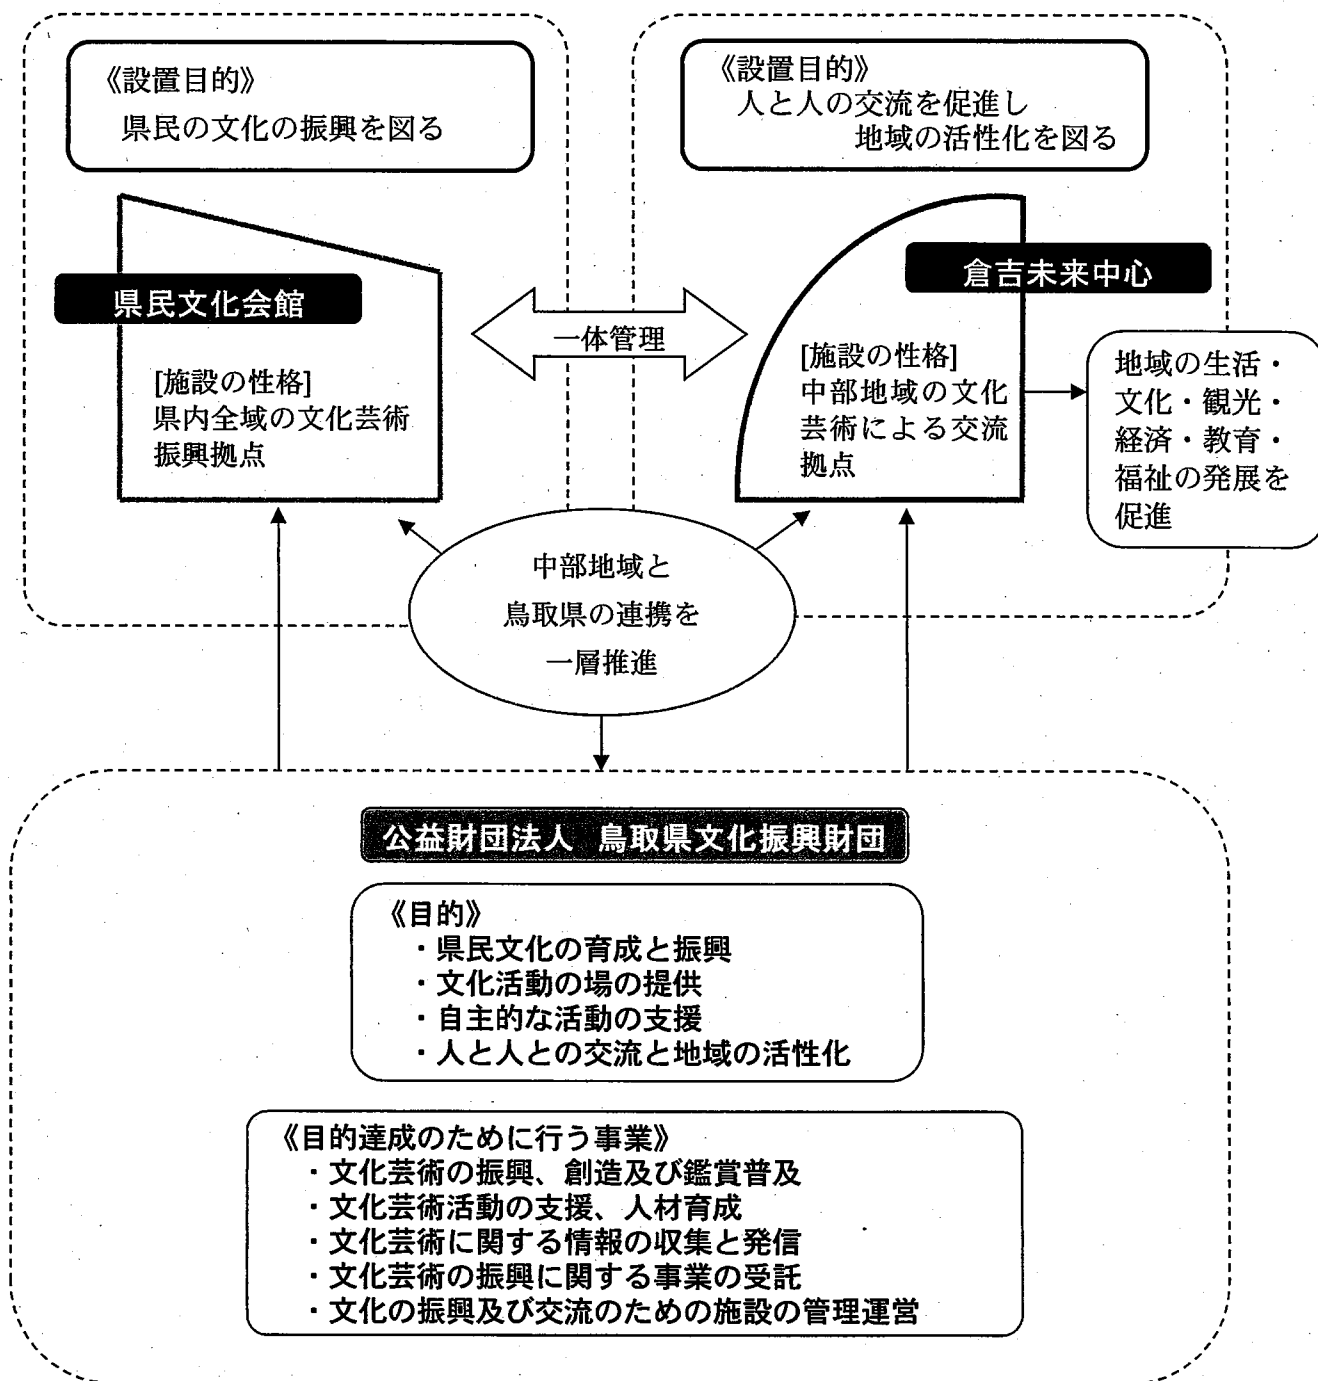 《設置目的》
県民の文化の振興を図る
《設置目的》
人と人の交流を促進し
地域の活性化を図る
県民文化会館
[施設の性格]
県内全域の文化芸術
振興拠点
一体管理
倉吉未来中心
[施設の性格]
中部地域の文化
芸術による交流
拠点
地域の生活・
文化・観光・
経済・教育・
福祉の発展を
促進
中部地域と
鳥取県の連携を
一層推進
公益財団法人 鳥取県文化振興財団
《目的》
・県民文化の育成と振興
・文化活動の場の提供
・自主的な活動の支援
・人と人との交流と地域の活性化
《目的達成のために行う事業》
・文化芸術の振興、創造及び鑑賞普及
・文化芸術活動の支援、人材育成
・文化芸術に関する情報の収集と発信
・文化芸術の振興に関する事業の受託
・文化の振興及び交流のための施設の管理運営